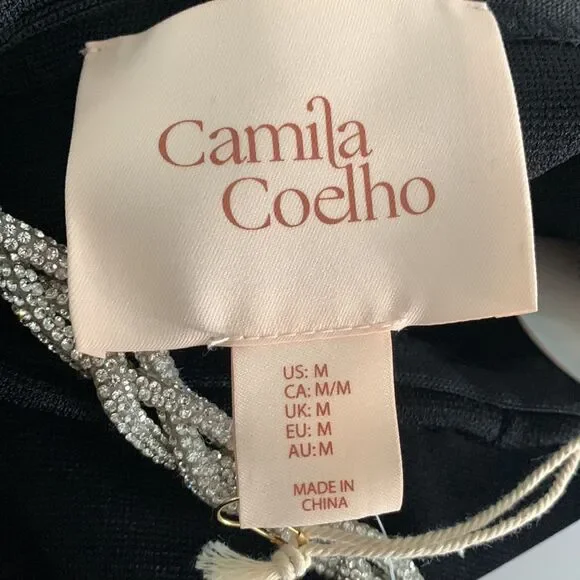 Camila
Coelho
US: M
CA: M/M
UK: M
EU: M
AU: M
MADE IN
CHINA